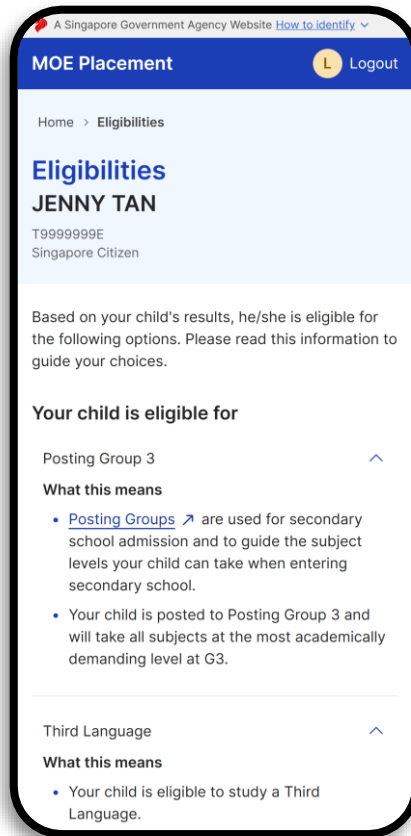 A Singapore Government Agency Website How to identify
MOE Placement
L Logout
Home > Eligibilities
Eligibilities
JENNY TAN
T9999999E
Singapore Citizen
Based on your child's results, he/she is eligible for
the following options. Please read this information to
guide your choices.
Your child is eligible for
Posting Group 3
What this means
• Posting Groups ↗ are used for secondary
school admission and to guide the subject
levels your child can take when entering
secondary school.
• Your child is posted to Posting Group 3 and
will take all subjects at the most academically
demanding level at G3.
Third Language
What this means
• Your child is eligible to study a Third
Language.